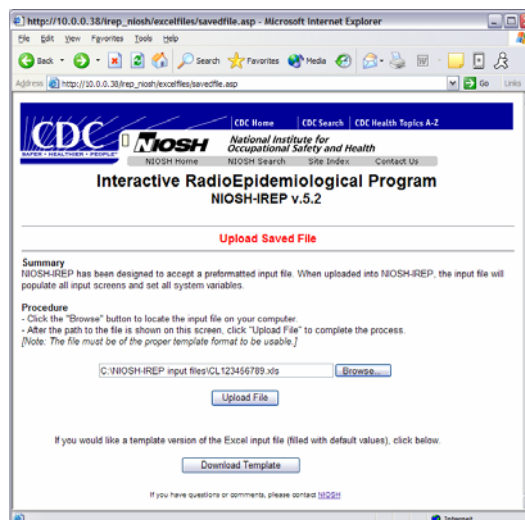 http://10.0.0.38/irep_niosh/excelfiles/savedfile.asp - Microsoft Internet Explorer
File Edit View Favorites Tools Help
Back Search Favorites Media
Address http://10.0.0.38/irep_niosh/excelfiles/savedfile.asp Go Links
CDC Home CDC Search CDC Health Topics A-Z
CDC
SAFER • HEALTHIER • PEOPLE
NIOSH National Institute for
Occupational Safety and Health
NIOSH Home NIOSH Search Site Index Contact Us
Interactive RadioEpidemiological Program
NIOSH-IREP v.5.2
Upload Saved File
Summary
NIOSH-IREP has been designed to accept a preformatted input file. When uploaded into NIOSH-IREP, the input file will
populate all input screens and set all system variables.
Procedure
- Click the "Browse" button to locate the input file on your computer.
- After the path to the file is shown on this screen, click "Upload File" to complete the process.
[Note: The file must be of the proper template format to be usable.]
C:\NIOSH-IREP input files\CL123456789.xls Browse...
Upload File
If you would like a template version of the Excel input file (filled with default values), click below.
Download Template
If you have questions or comments, please contact NIOSH
Internet